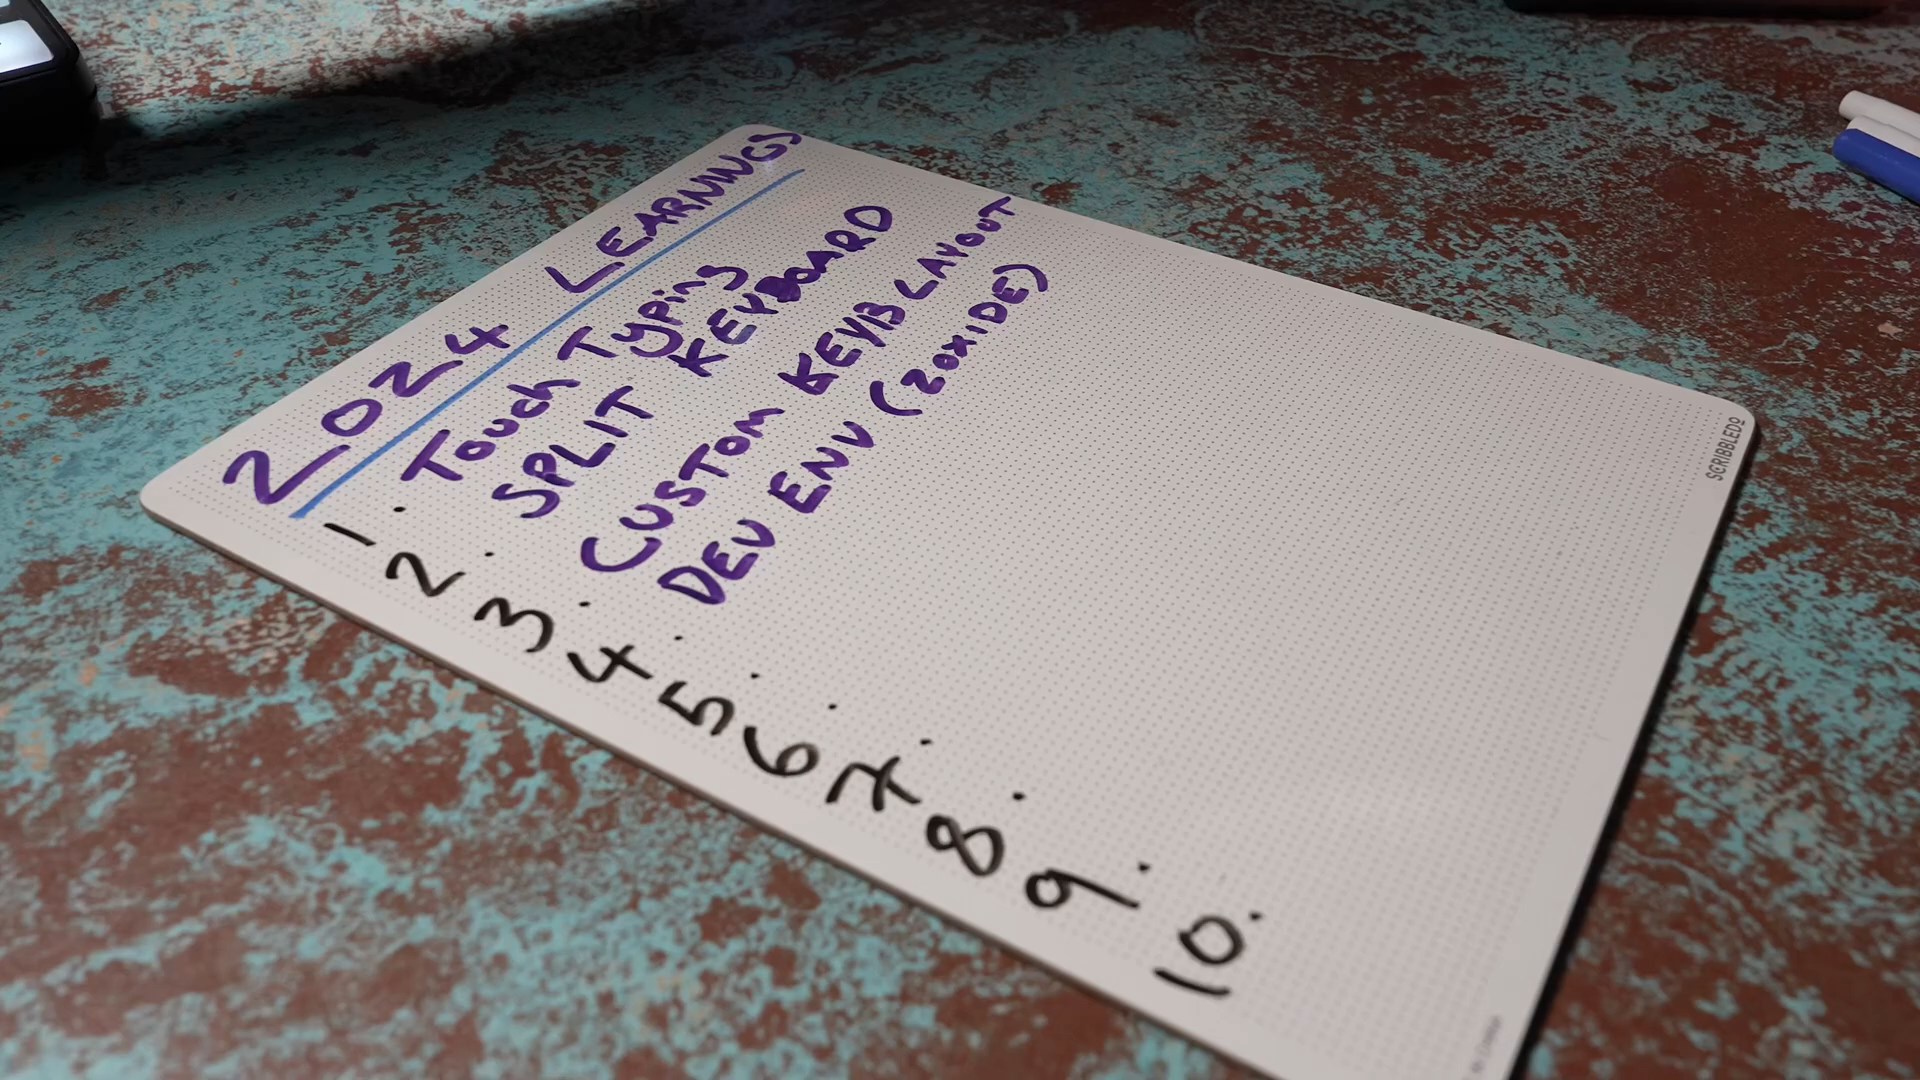 2024 LEARNINGS
1. Touch Typing
2. SPLIT KEYBOARD
3. CUSTOM KEYB LAYOUT
4. DEV ENV (ZOXIDE)
5.
6.
7.
8.
9.
10.
SCRIBBLEDO